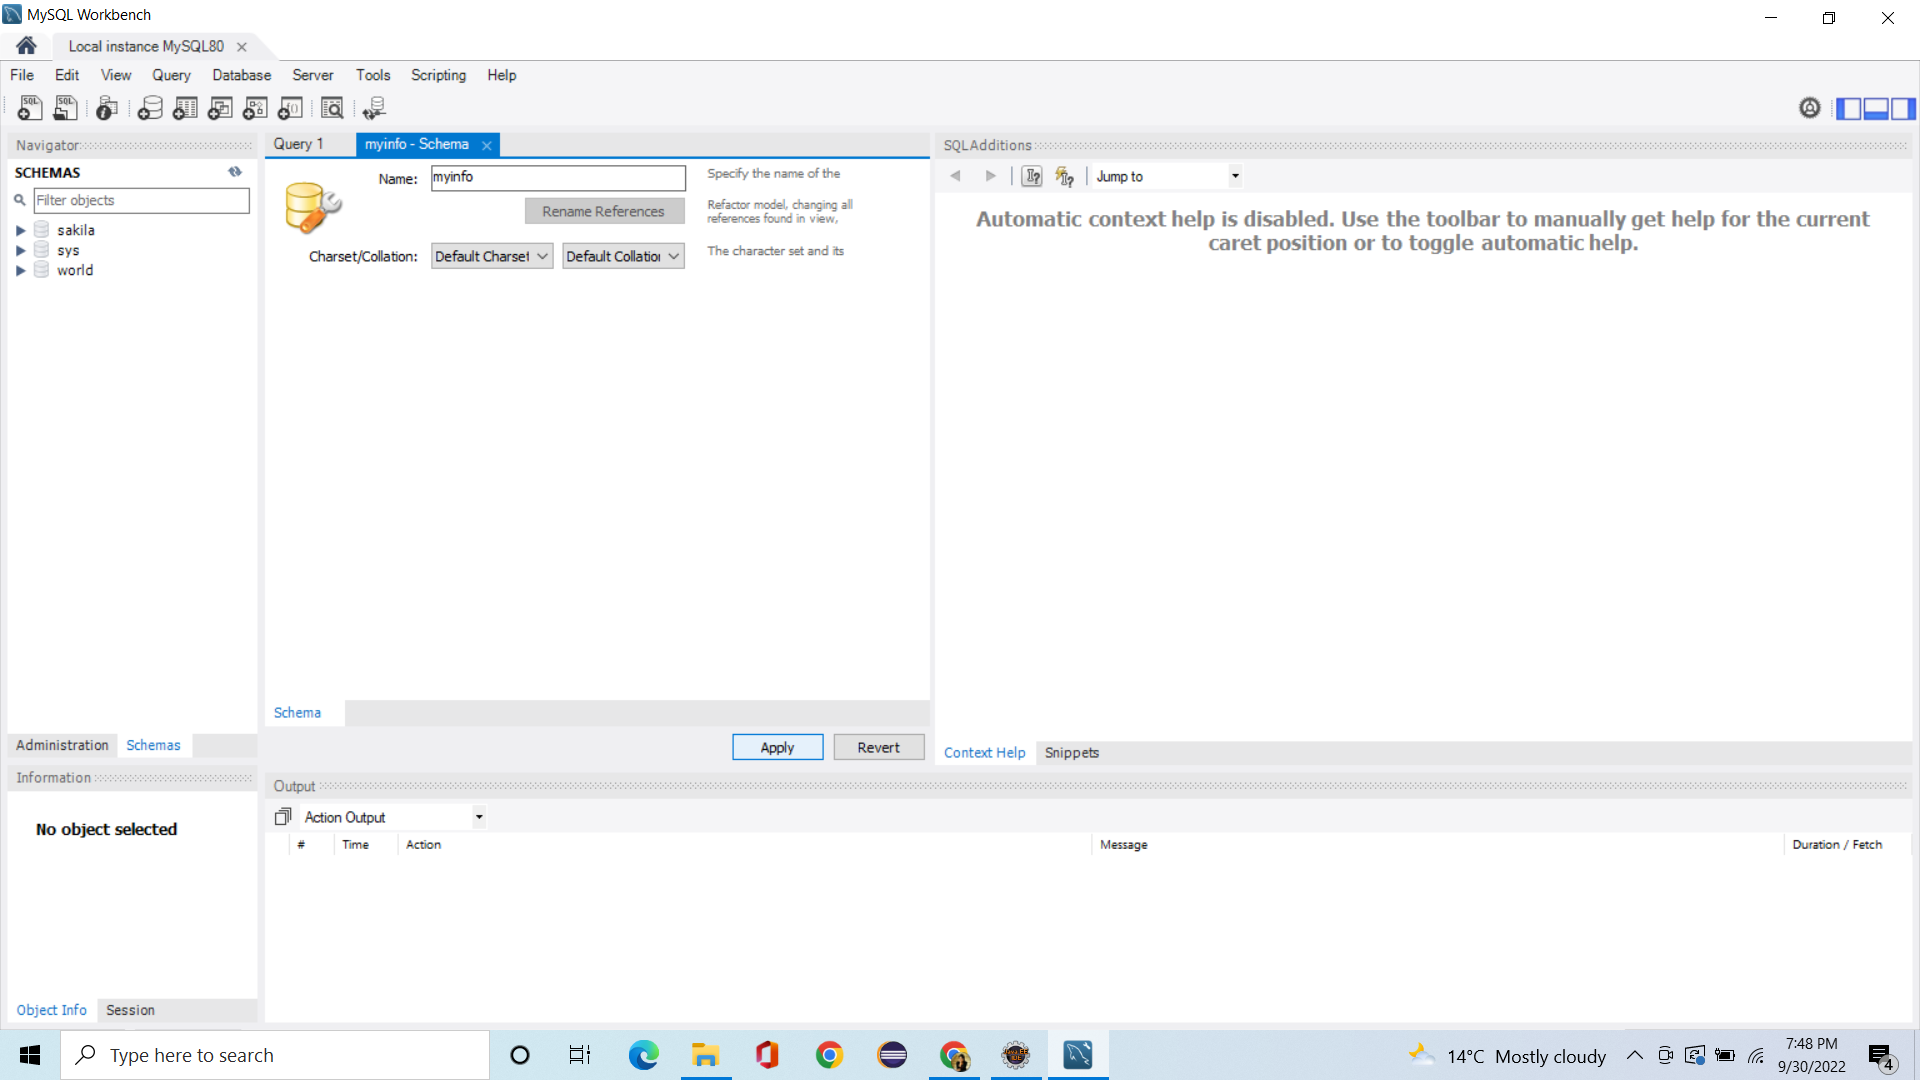 MySQL Workbench
Local instance MySQL80
File Edit View Query Database Server Tools Scripting Help
Navigator
SCHEMAS
Filter objects
sakila
sys
world
Administration Schemas
Information
No object selected
Object Info Session
Query 1 myinfo - Schema
Name: myinfo
Specify the name of the
Rename References
Refactor model, changing all
references found in view,
Charset/Collation: Default Charset Default Collation
The character set and its
Schema
Apply Revert
SQLAdditions
Jump to
Automatic context help is disabled. Use the toolbar to manually get help for the current
caret position or to toggle automatic help.
Context Help Snippets
Output
Action Output
# Time Action Message Duration / Fetch
Type here to search
14°C Mostly cloudy
7:48 PM
9/30/2022
4